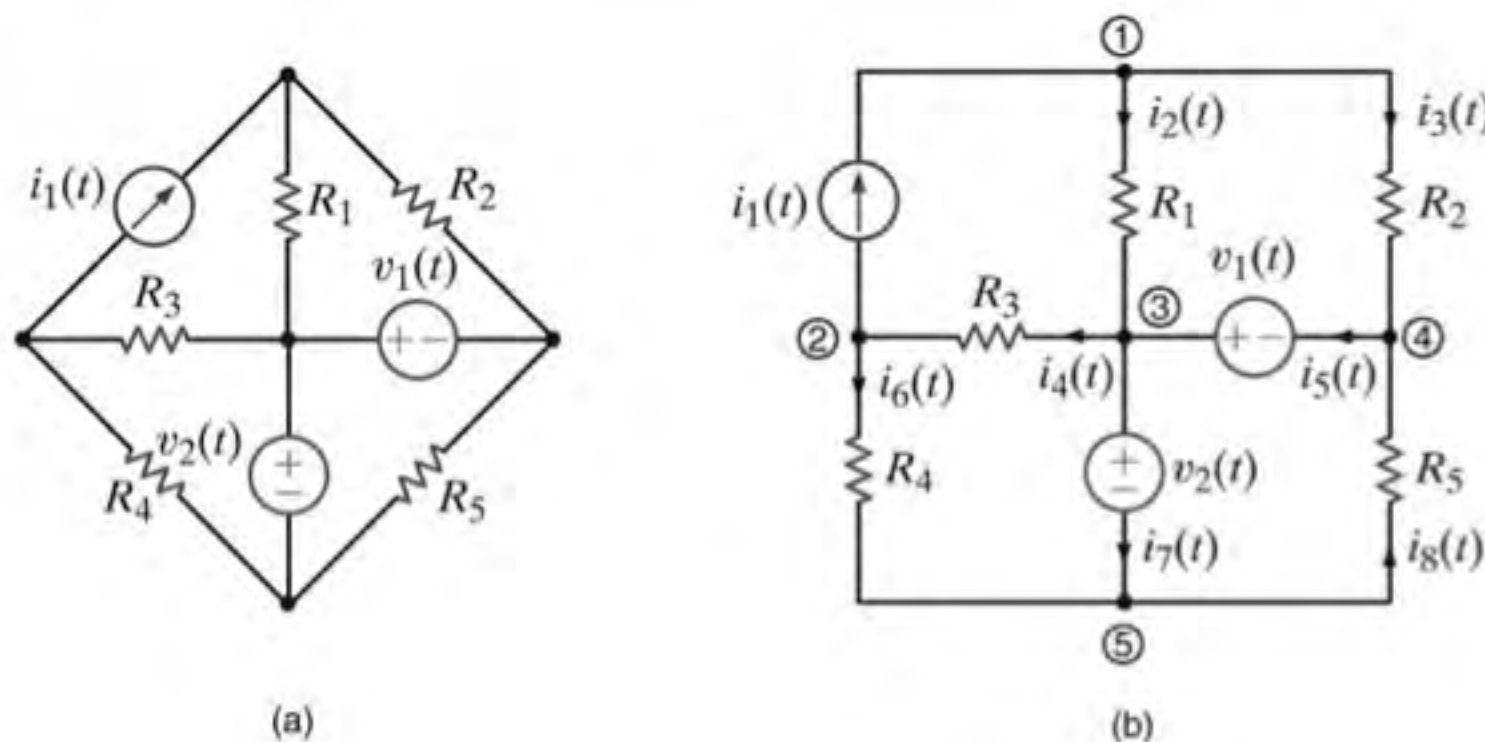 ①
i₂(t) i₃(t)
i₁(t) R₁ R₂ i₁(t) R₁ R₂
v₁(t) v₁(t)
R₃ R₃ ③
② ④
i₆(t) i₄(t) i₅(t)
v₂(t) + −
R₄ R₅ R₄ + − v₂(t) R₅
i₇(t) i₈(t)
⑤
(a) (b)